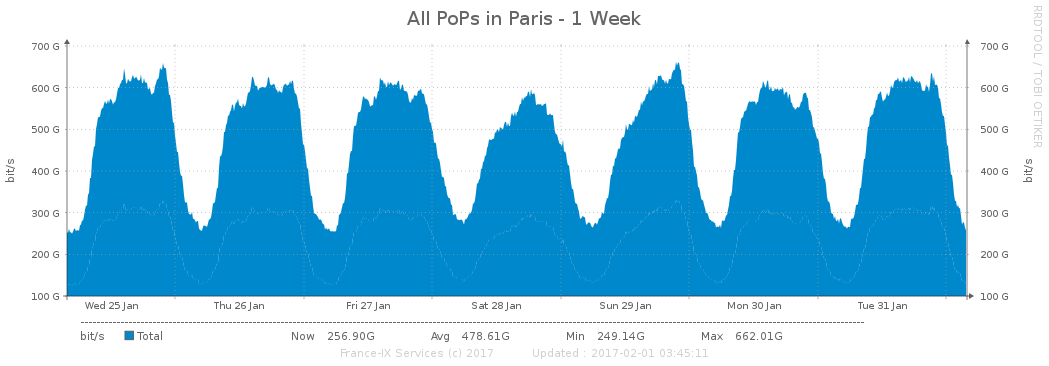 All PoPs in Paris - 1 Week
RRDTOOL / TOBI OETIKER
700 G 700 G
600 G 600 G
500 G 500 G
400 G 400 G
300 G 300 G
200 G 200 G
100 G 100 G
bit/s bit/s
Wed 25 Jan Thu 26 Jan Fri 27 Jan Sat 28 Jan Sun 29 Jan Mon 30 Jan Tue 31 Jan
bit/s Total Now 256.90G Avg 478.61G Min 249.14G Max 662.01G
France-IX Services (c) 2017 Updated : 2017-02-01 03:45:11